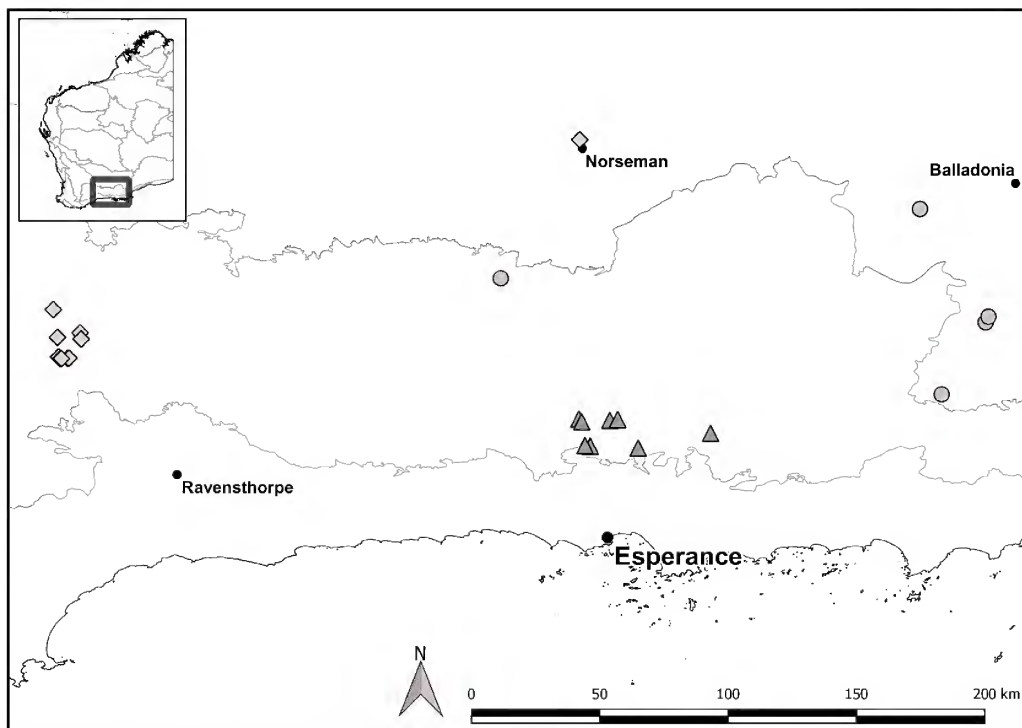 Norseman
Balladonia
Ravensthorpe
Esperance
N
0 50 100 150 200 km